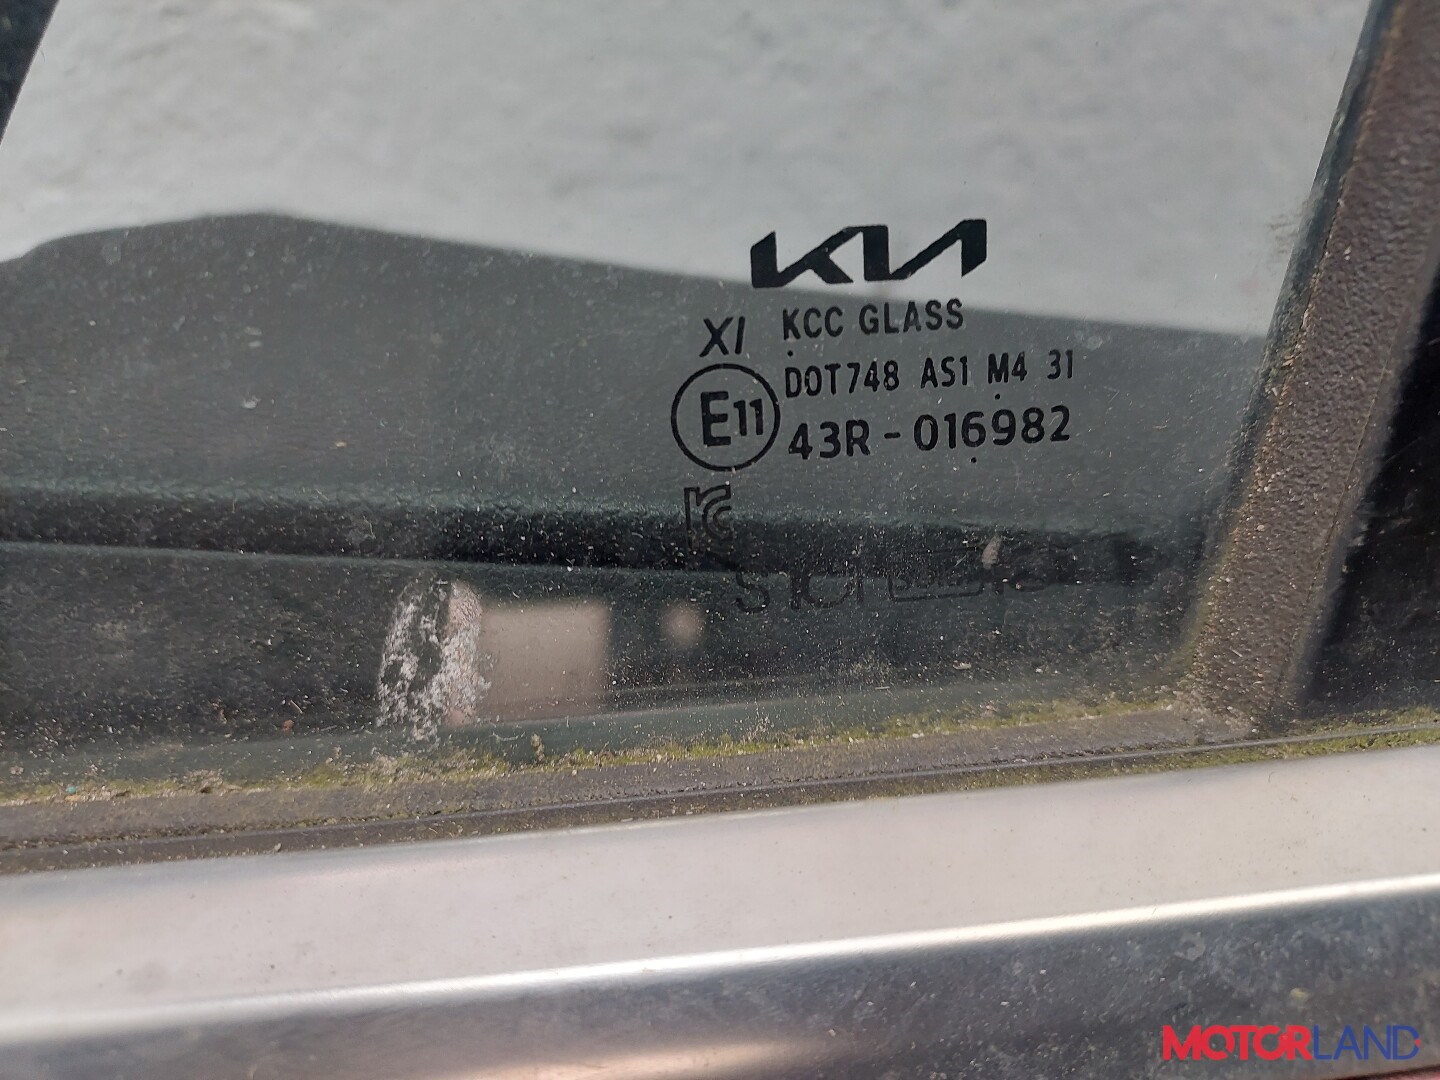 KIA
XI KCC GLASS
DOT748 AS1 M4 31
E11 43R-016982
MOTORLAND